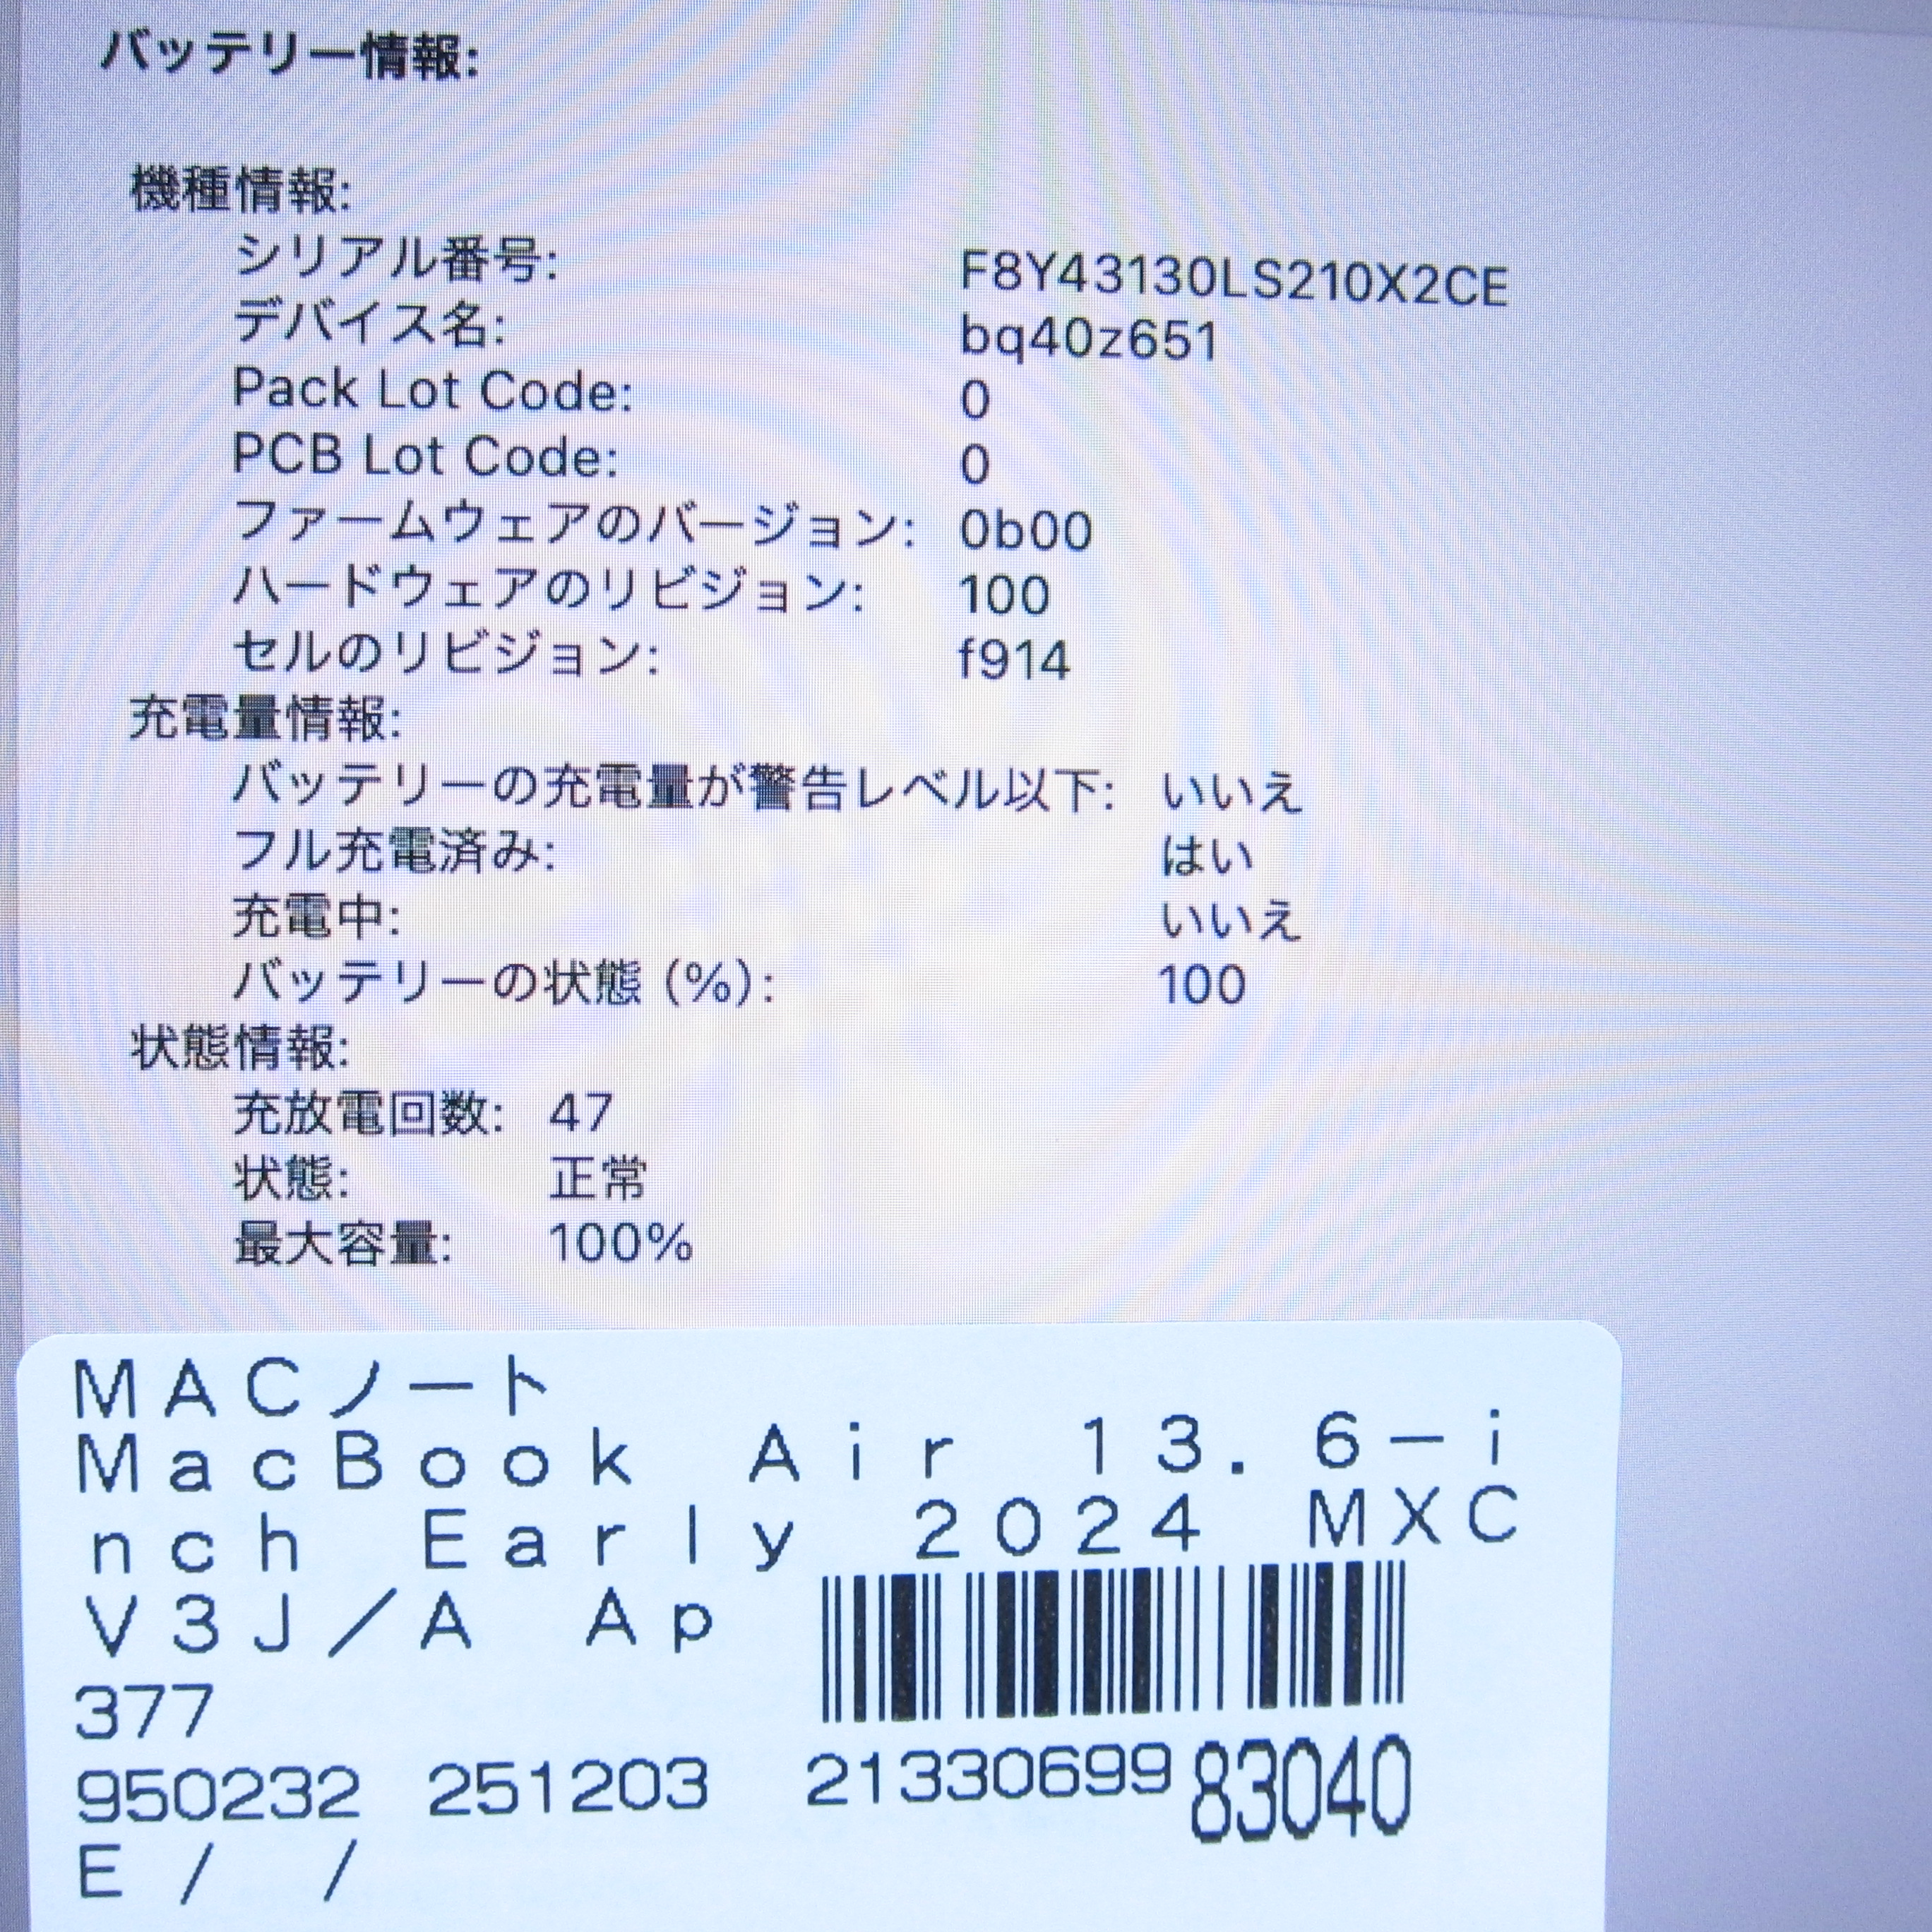 バッテリー情報:
機種情報:
シリアル番号: F8Y43130LS210X2CE
デバイス名: bq40z651
Pack Lot Code: 0
PCB Lot Code: 0
ファームウェアのバージョン: 0b00
ハードウェアのリビジョン: 100
セルのリビジョン: f914
充電量情報:
バッテリーの充電量が警告レベル以下: いいえ
フル充電済み: はい
充電中: いいえ
バッテリーの状態 (%): 100
状態情報:
充放電回数: 47
状態: 正常
最大容量: 100%
MACノート
MacBook Air 13.6-i
nch Early 2024 MXC
V3J/A Ap
377
950232 251203 2133069983040
E / /